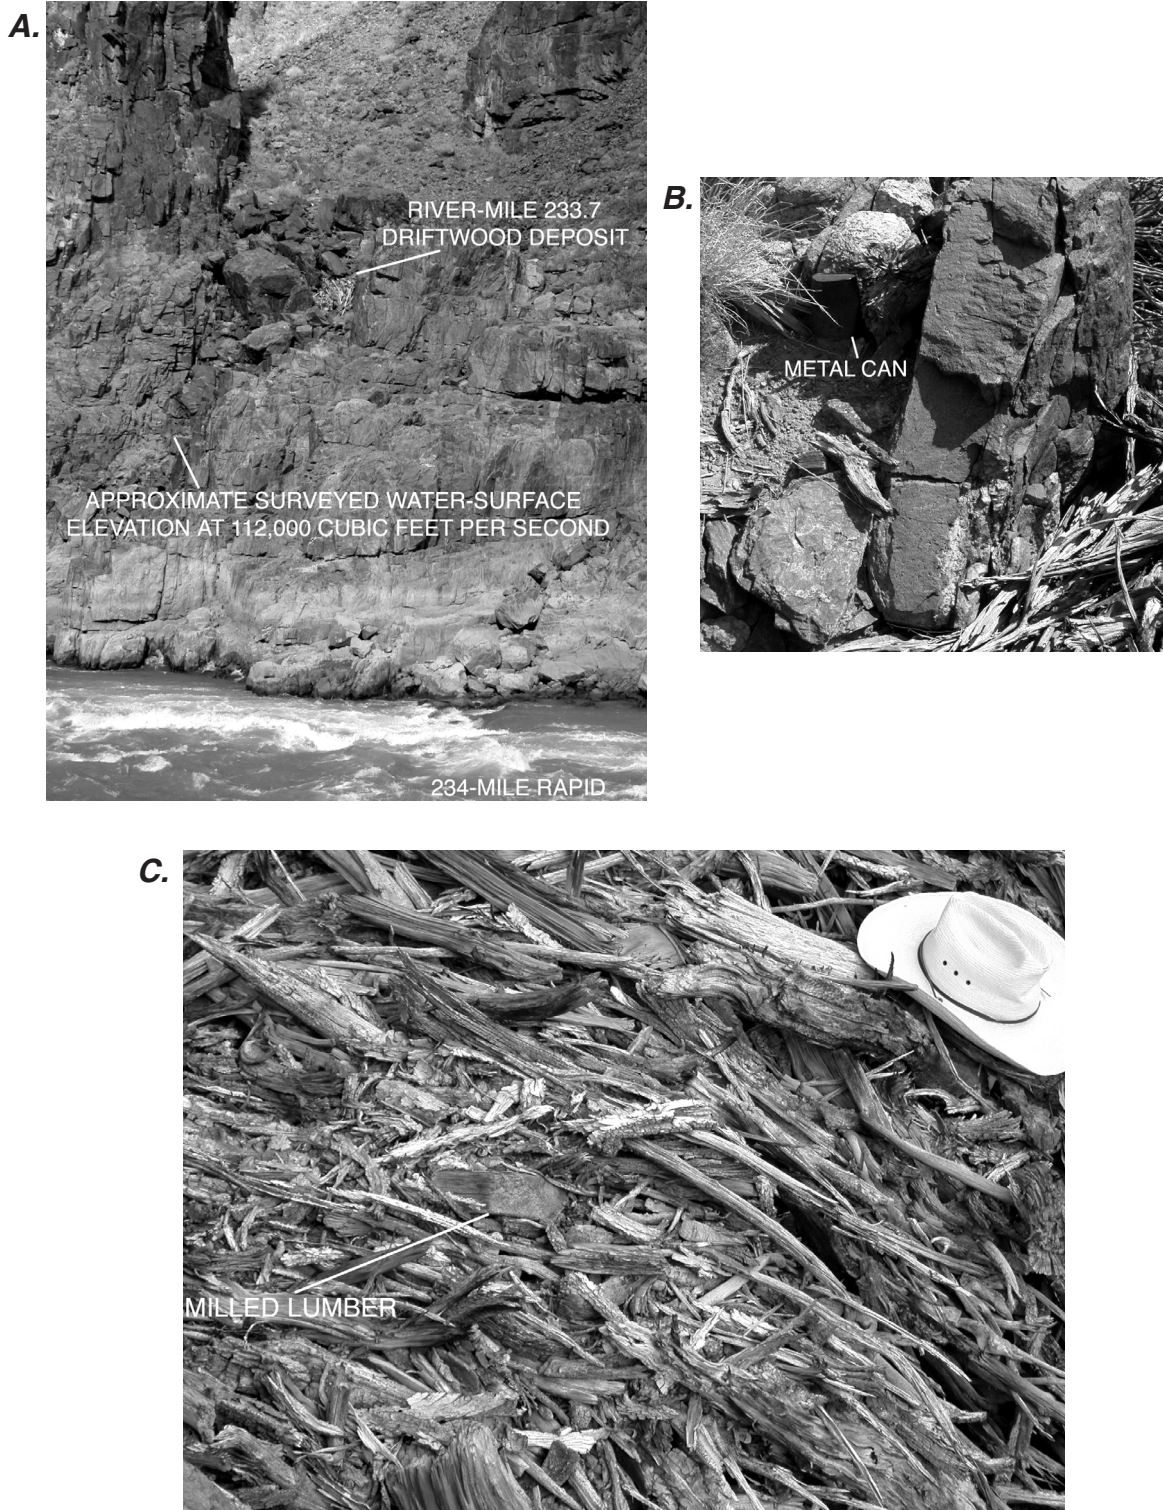 A.
RIVER-MILE 233.7
DRIFTWOOD DEPOSIT
APPROXIMATE SURVEYED WATER-SURFACE
ELEVATION AT 112,000 CUBIC FEET PER SECOND
234-MILE RAPID
B.
METAL CAN
C.
MILLED LUMBER